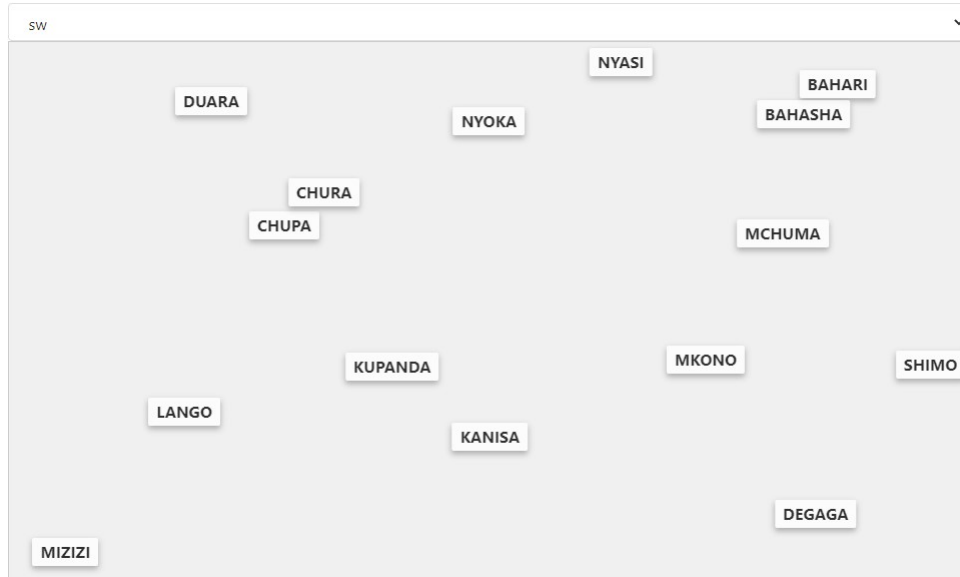 sw
NYASI
BAHARI
DUARA
BAHASHA
NYOKA
CHURA
CHUPA
MCHUMA
MKONO
SHIMO
KUPANDA
LANGO
KANISA
DEGAGA
MIZIZI